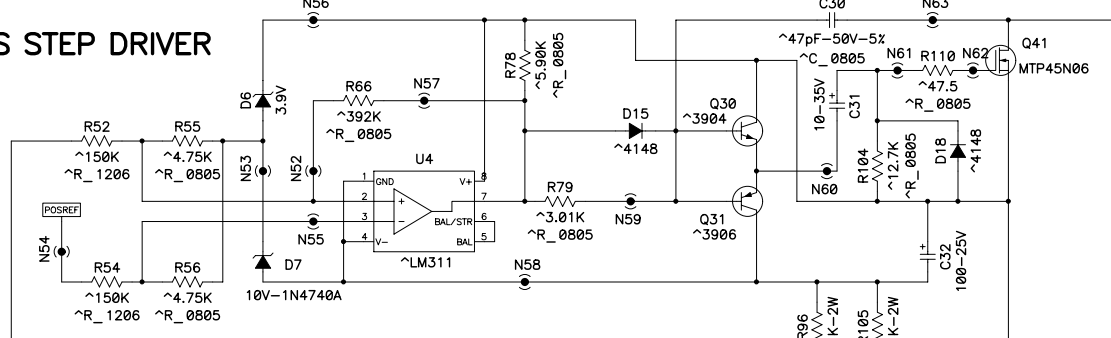 N56
C30
N63
S STEP DRIVER
^47pF-50V-5%
^C_0805
N61
R110
N62
Q41
MTP45N06
^47.5
^R_0805
R78
^5.90K
^R_0805
D6
3.9V
R66
N57
^392K
^R_0805
D15
^4148
Q30
^3904
10-35V
C31
R52
^150K
^R_1206
R55
^4.75K
^R_0805
N53
N52
U4
1
GND
V+
8
2
+
7
3
-
BAL/STR
6
4
V-
BAL
5
^LM311
R79
^3.01K
^R_0805
N59
Q31
^3906
N60
R104
^12.7K
^R_0805
D18
^4148
POSREF
N54
N55
R54
^150K
^R_1206
R56
^4.75K
^R_0805
D7
10V-1N4740A
N58
+
C32
100-25V
R96
K-2W
R105
K-2W